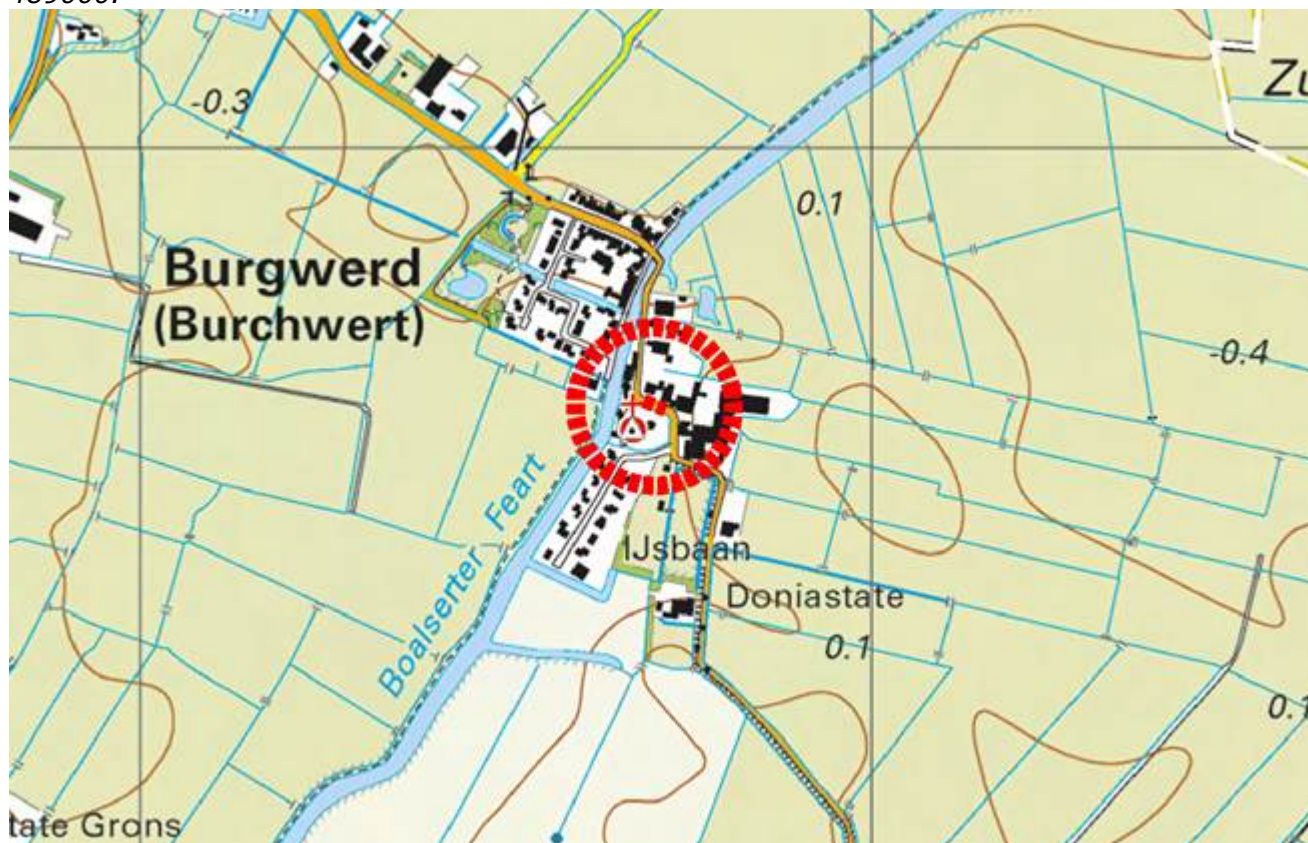 -0.3
Zu
0.1
Burgwerd
(Burchwert)
-0.4
Boalserter Feart
IJsbaan
Doniastate
0.1
0.1
tate Grons